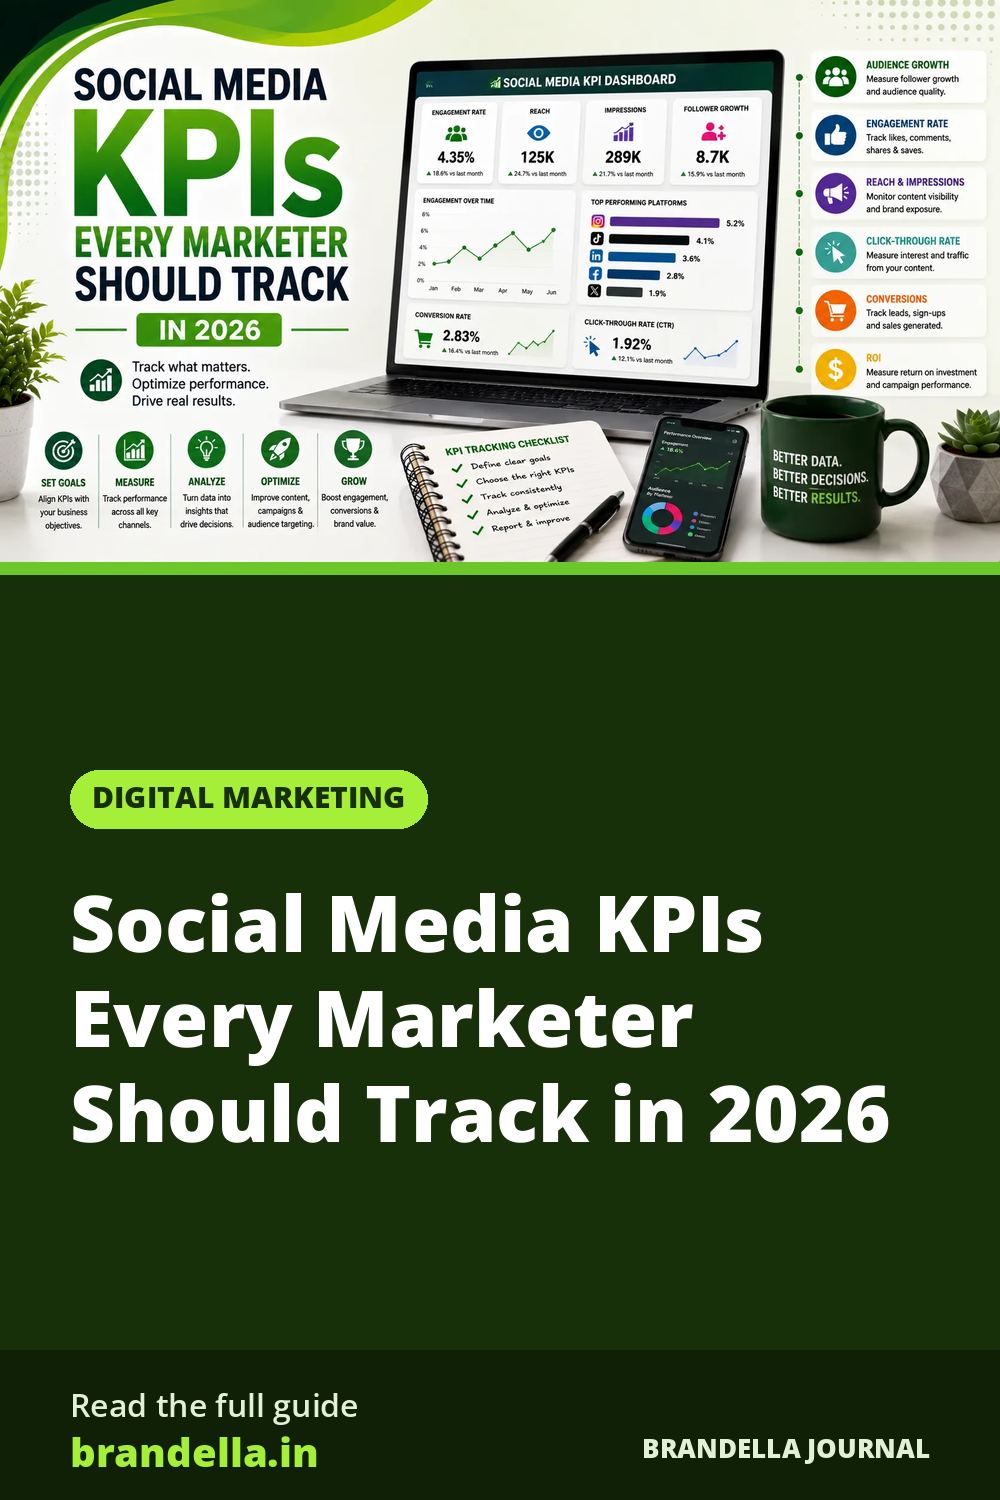 SOCIAL MEDIA
KPIs
EVERY MARKETER
SHOULD TRACK
IN 2026
Track what matters.
Optimize performance.
Drive real results.
SET GOALS
Align KPIs with
your business
objectives.
MEASURE
Track performance
across all key
channels.
ANALYZE
Turn data into
insights that
drive decisions.
OPTIMIZE
Improve content,
campaigns &
audience targeting.
GROW
Boost engagement,
conversions &
brand value.
SOCIAL MEDIA KPI DASHBOARD
ENGAGEMENT RATE
4.35%
▲ 18.6% vs last month
REACH
125K
▲ 24.7% vs last month
IMPRESSIONS
289K
▲ 21.7% vs last month
FOLLOWER GROWTH
8.7K
▲ 15.9% vs last month
ENGAGEMENT OVER TIME
6%
6%
4%
2%
0%
Jan Feb Mar Apr May Jun
TOP PERFORMING PLATFORMS
5.2%
4.1%
3.6%
2.8%
1.9%
CONVERSION RATE
2.83%
▲ 16.4% vs last month
CLICK-THROUGH RATE (CTR)
1.92%
▲ 12.1% vs last month
AUDIENCE GROWTH
Measure follower growth
and audience quality.
ENGAGEMENT RATE
Track likes, comments,
shares & saves.
REACH & IMPRESSIONS
Monitor content visibility
and brand exposure.
CLICK-THROUGH RATE
Measure interest and traffic
from your content.
CONVERSIONS
Track leads, sign-ups
and sales generated.
ROI
Measure return on investment
and campaign performance.
KPI TRACKING CHECKLIST
Define clear goals
Choose the right KPIs
Track consistently
Analyze & optimize
Report & improve
Performance Overview
Engagement
▲ 18.6%
Audience
BETTER DATA.
BETTER DECISIONS.
BETTER RESULTS.
DIGITAL MARKETING
Social Media KPIs
Every Marketer
Should Track in 2026
Read the full guide
brandella.in
BRANDELLA JOURNAL